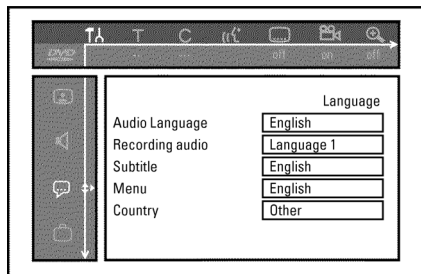 T C
DVD
off on off
Language
Audio Language English
Recording audio Language 1
Subtitle English
Menu English
Country Other